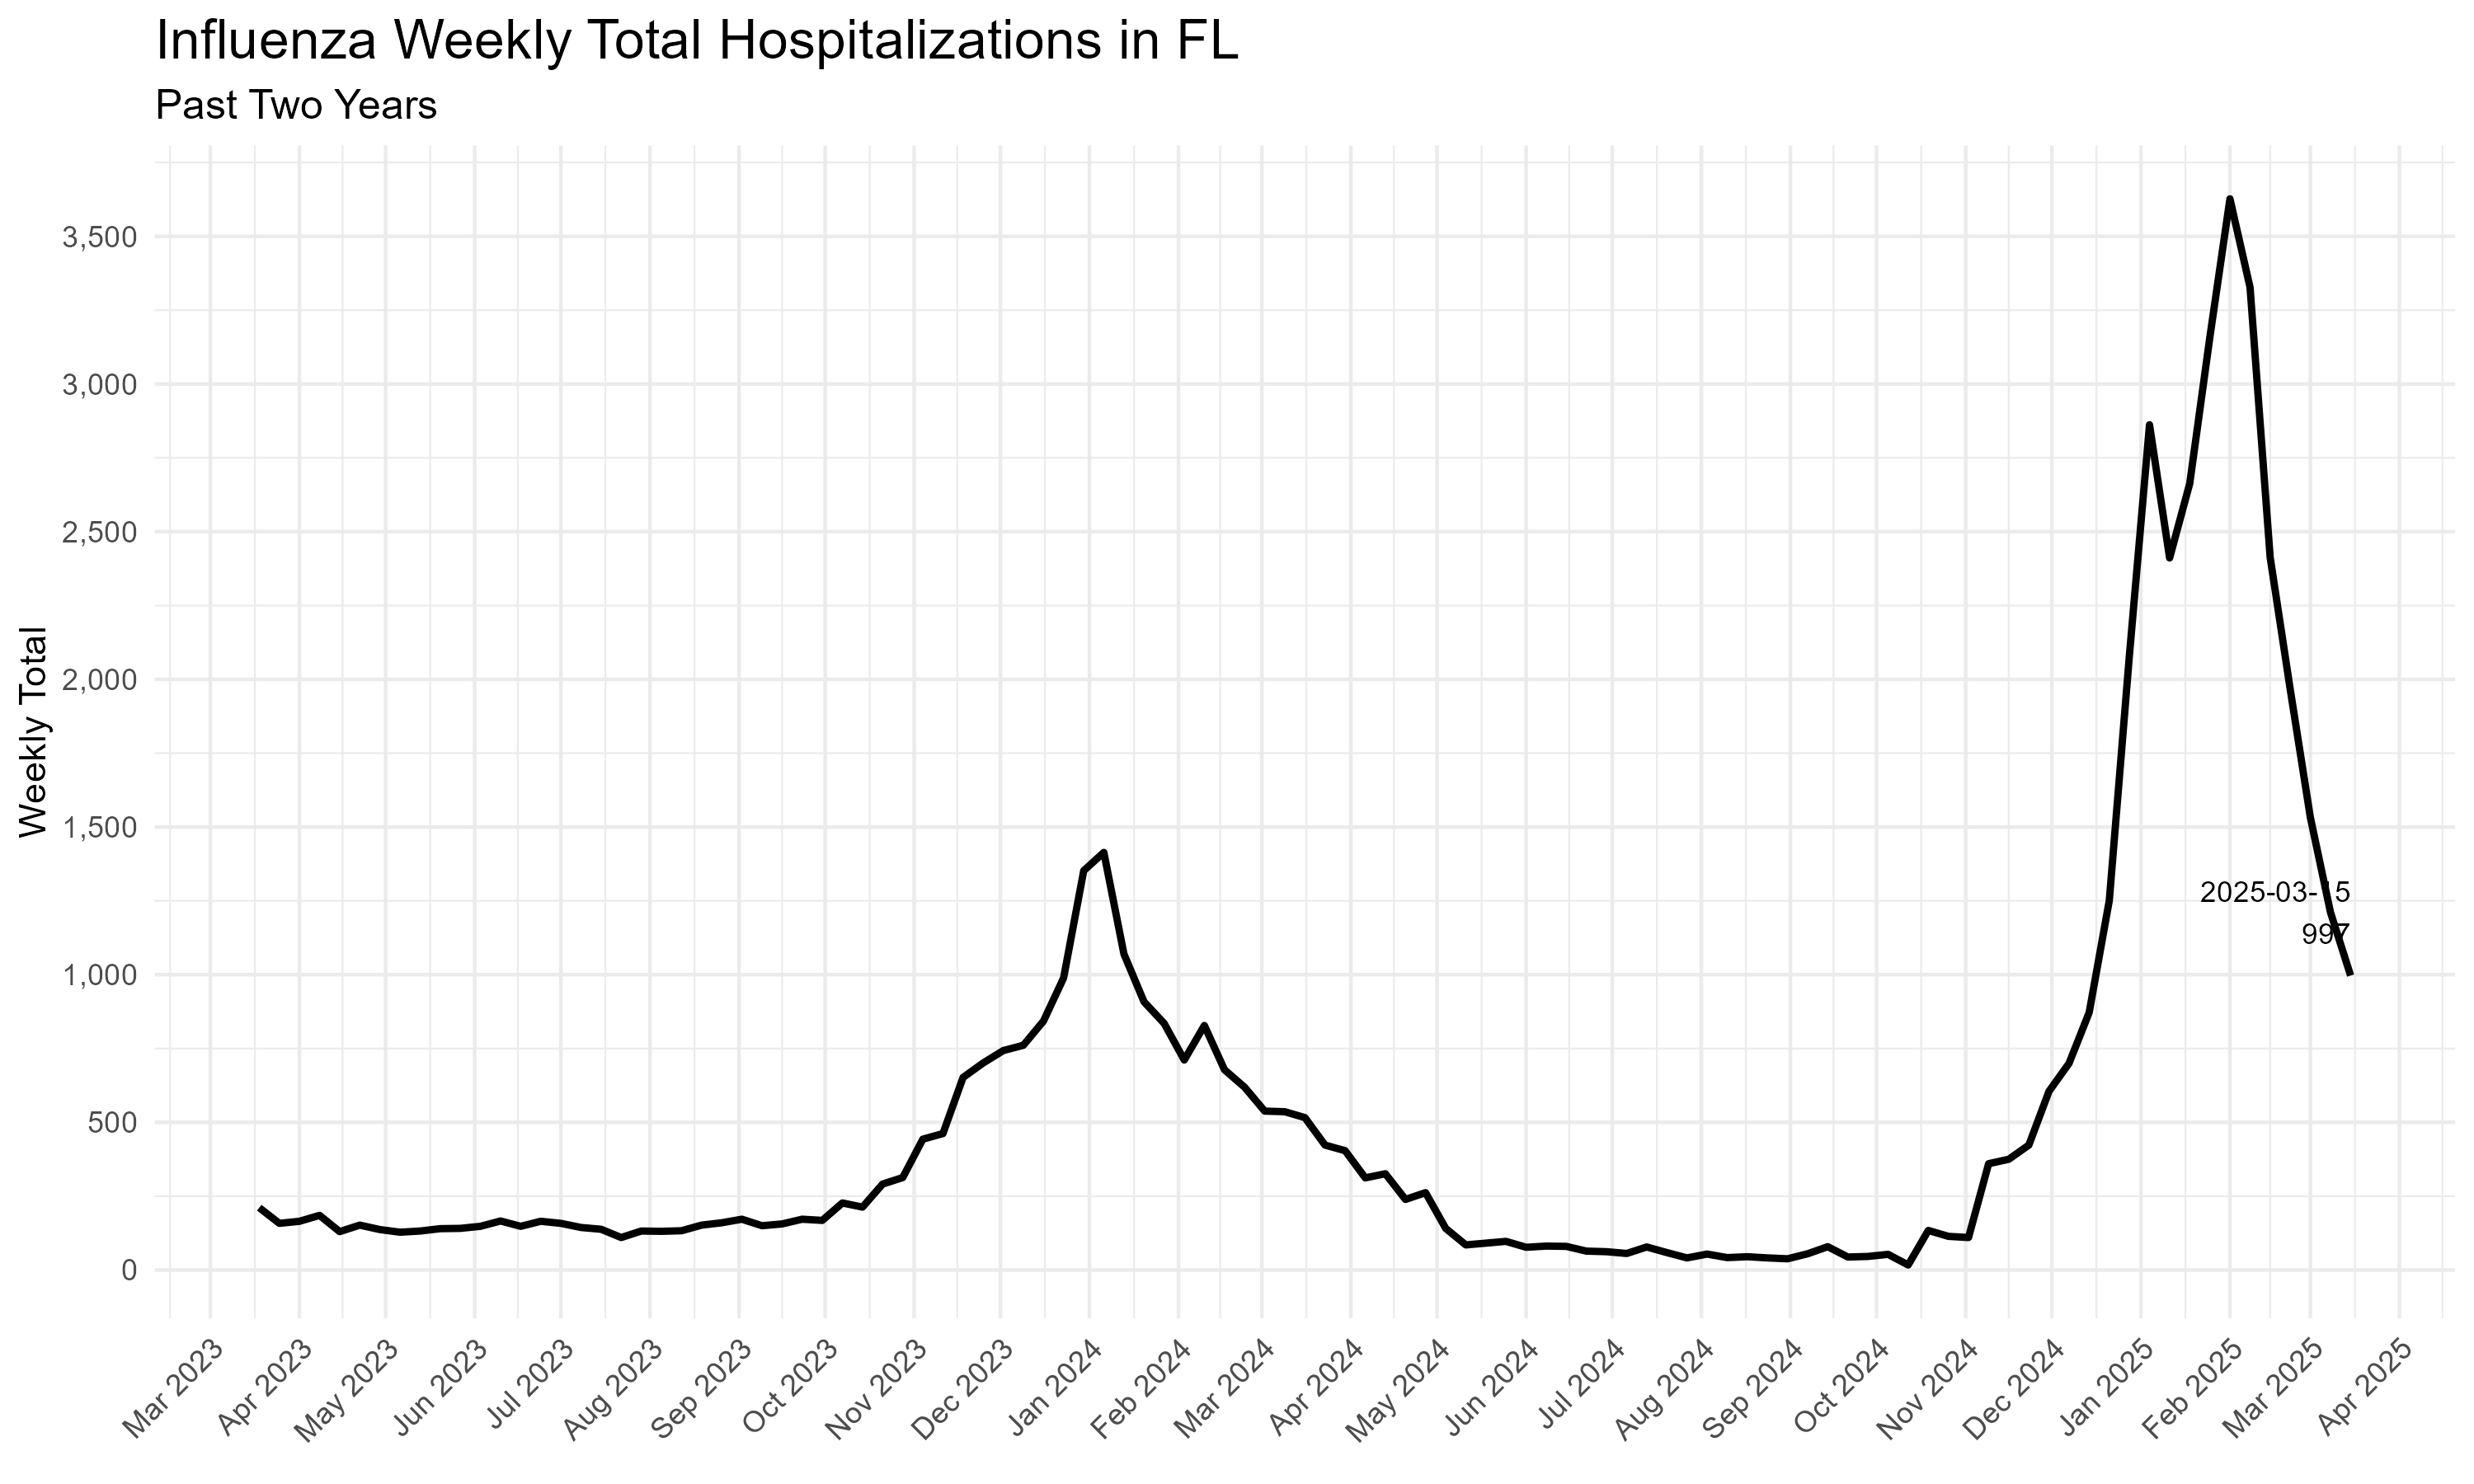 Influenza Weekly Total Hospitalizations in FL
Past Two Years
Weekly Total
3,500
3,000
2,500
2,000
1,500
1,000
500
0
2025-03-15
997
Mar 2023
Apr 2023
May 2023
Jun 2023
Jul 2023
Aug 2023
Sep 2023
Oct 2023
Nov 2023
Dec 2023
Jan 2024
Feb 2024
Mar 2024
Apr 2024
May 2024
Jun 2024
Jul 2024
Aug 2024
Sep 2024
Oct 2024
Nov 2024
Dec 2024
Jan 2025
Feb 2025
Mar 2025
Apr 2025